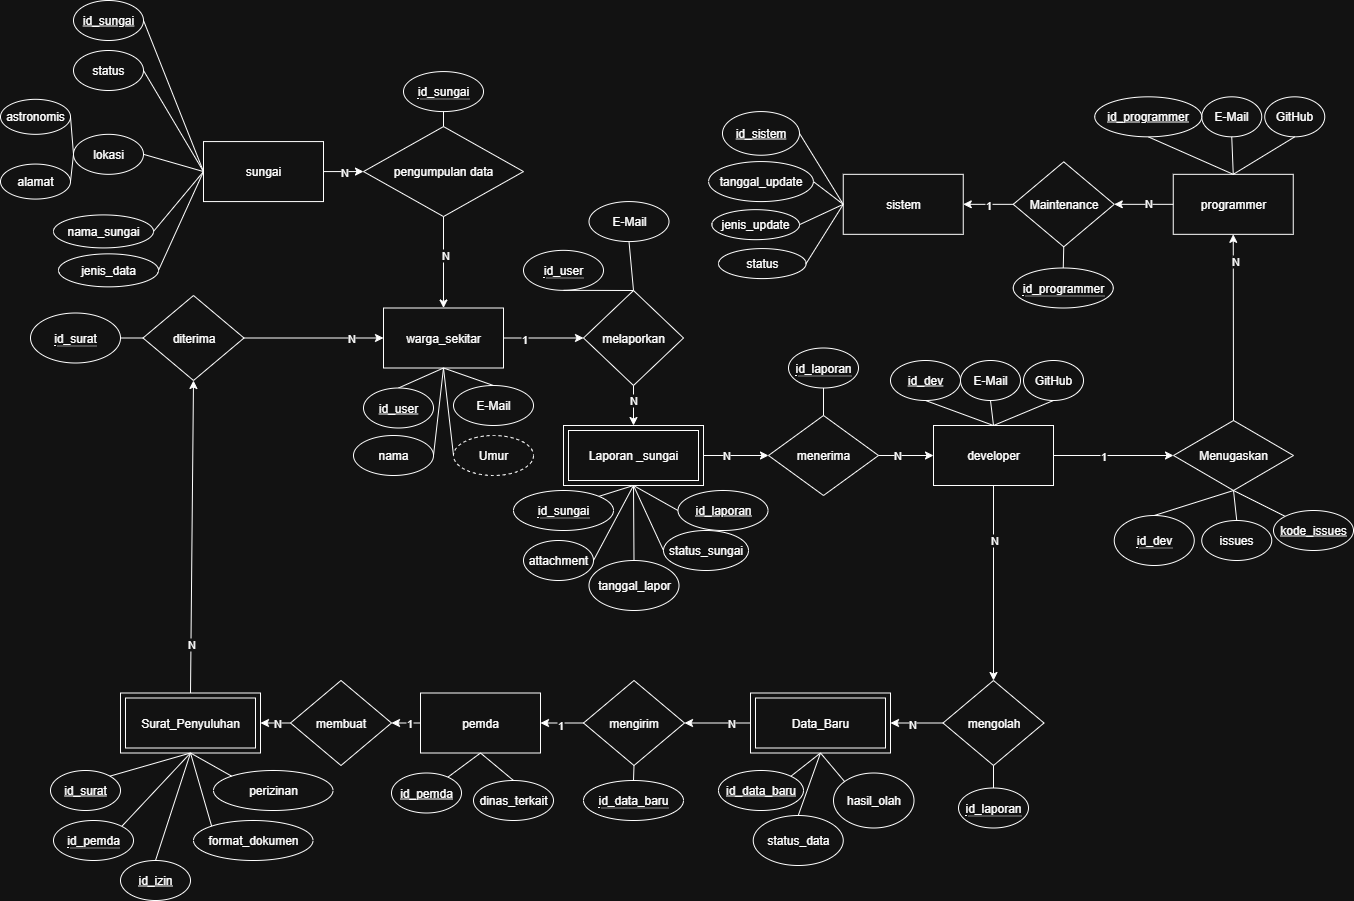 id_sungai
status
astronomis
lokasi
alamat
nama_sungai
jenis_data
sungai
N
id_sungai
pengumpulan data
N
id_surat
diterima
N
warga_sekitar
id_user
E-Mail
nama
Umur
1
E-Mail
id_user
melaporkan
N
Laporan _sungai
id_sungai
id_laporan
attachment
status_sungai
tanggal_lapor
N
id_laporan
menerima
N
id_dev
E-Mail
GitHub
developer
1
Menugaskan
id_dev
issues
kode_issues
N
id_programmer
E-Mail
GitHub
programmer
N
Maintenance
id_programmer
1
sistem
id_sistem
tanggal_update
jenis_update
status
N
mengolah
id_laporan
N
Data_Baru
id_data_baru
hasil_olah
status_data
N
mengirim
id_data_baru
1
pemda
id_pemda
dinas_terkait
1
membuat
N
Surat_Penyuluhan
id_surat
perizinan
id_pemda
format_dokumen
id_izin
N